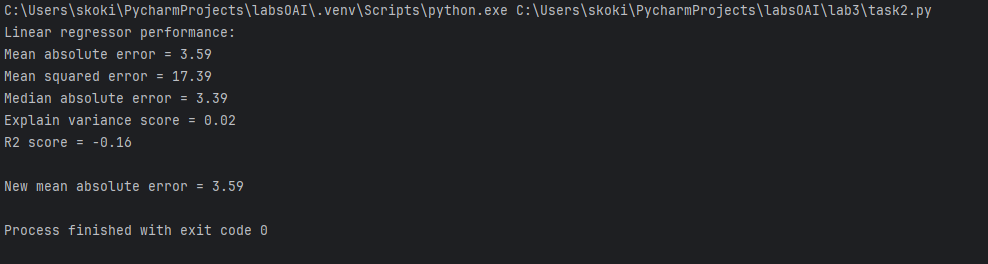 C:\Users\skoki\PycharmProjects\labsOAI\.venv\Scripts\python.exe C:\Users\skoki\PycharmProjects\labsOAI\lab3\task2.py
Linear regressor performance:
Mean absolute error = 3.59
Mean squared error = 17.39
Median absolute error = 3.39
Explain variance score = 0.02
R2 score = -0.16
New mean absolute error = 3.59
Process finished with exit code 0